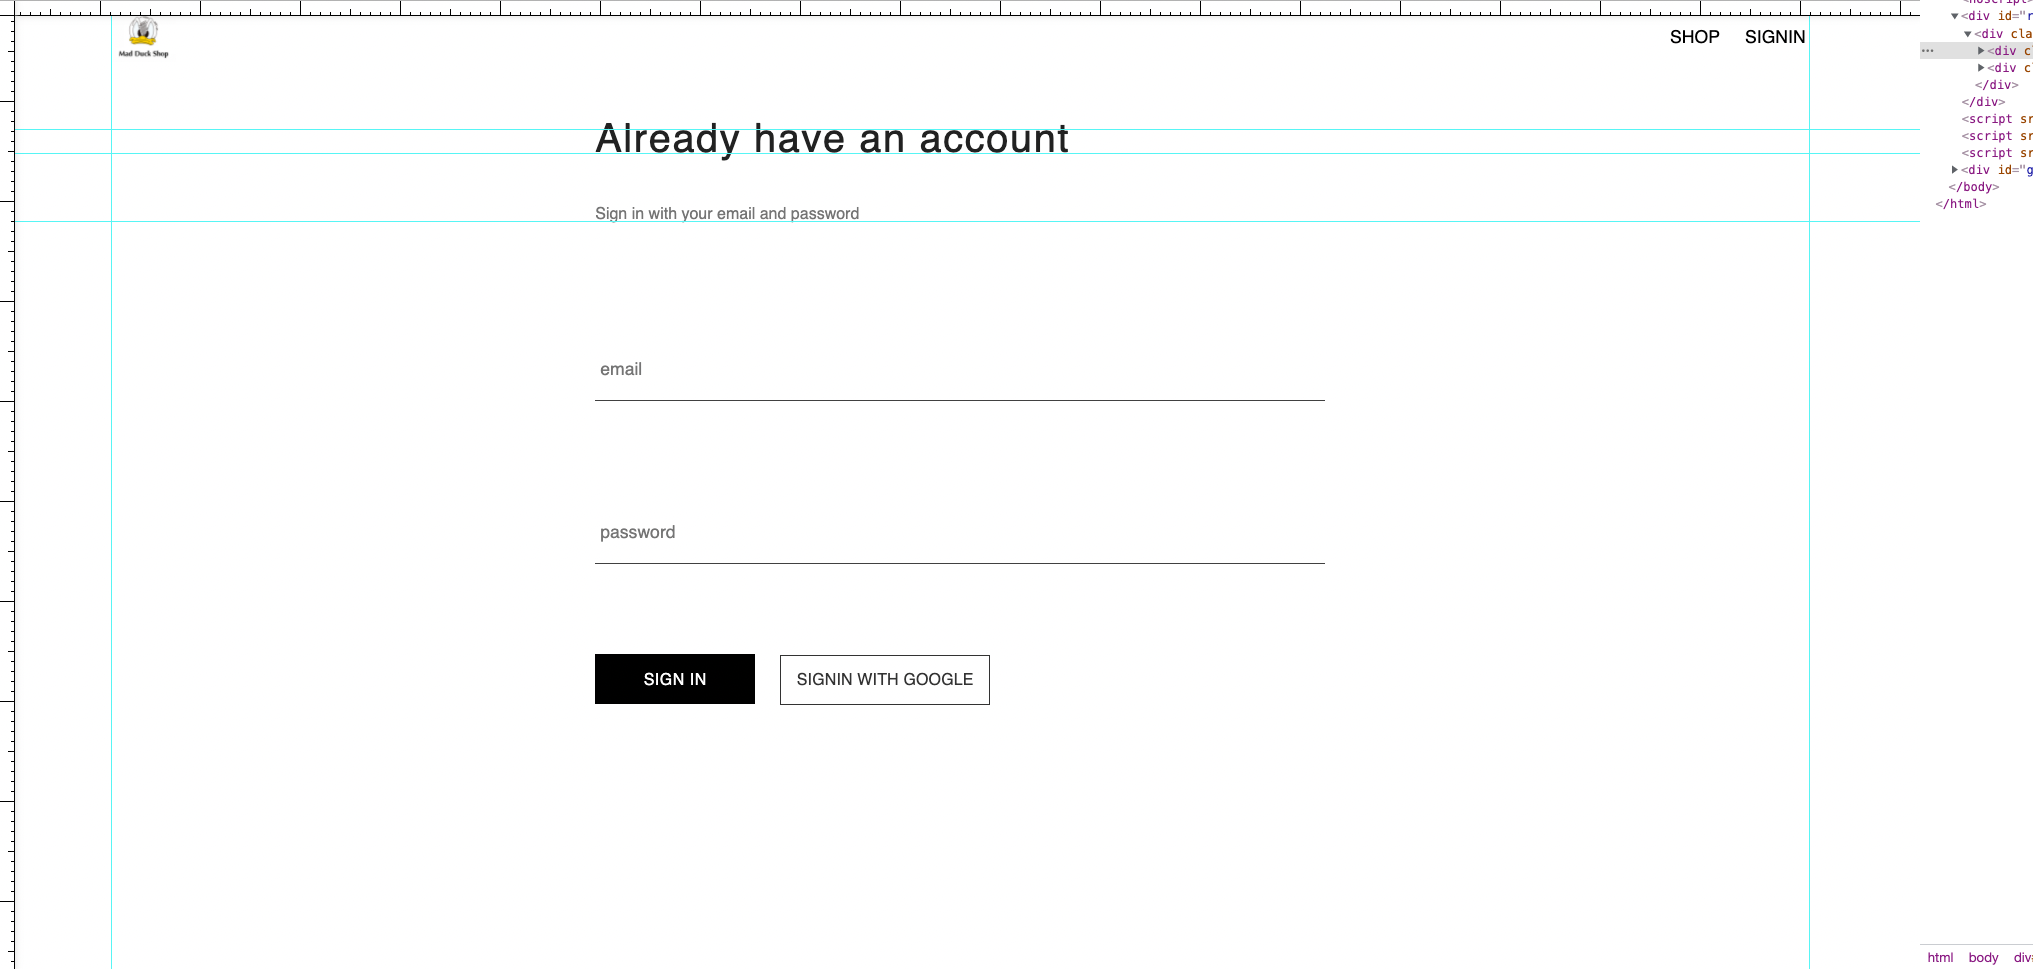 Mad Duck Shop
SHOP SIGNIN
Already have an account
Sign in with your email and password
email
password
SIGN IN
SIGNIN WITH GOOGLE
<div id="r
<div cla
<div c
<div c
</div>
</div>
<script sr
<script sr
<script sr
<div id="g
</body>
</html>
html body div